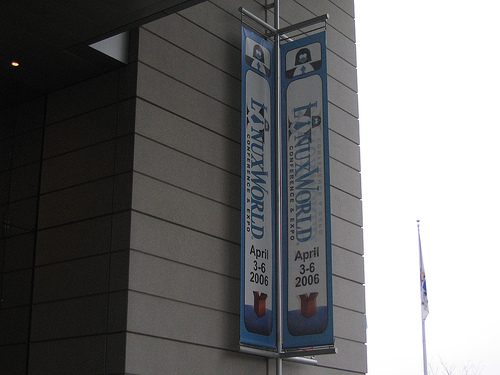 LINUXWORLD
CONFERENCE & EXPO
April
3-6
2006
LINUXWORLD
CONFERENCE & EXPO
April
3-6
2006